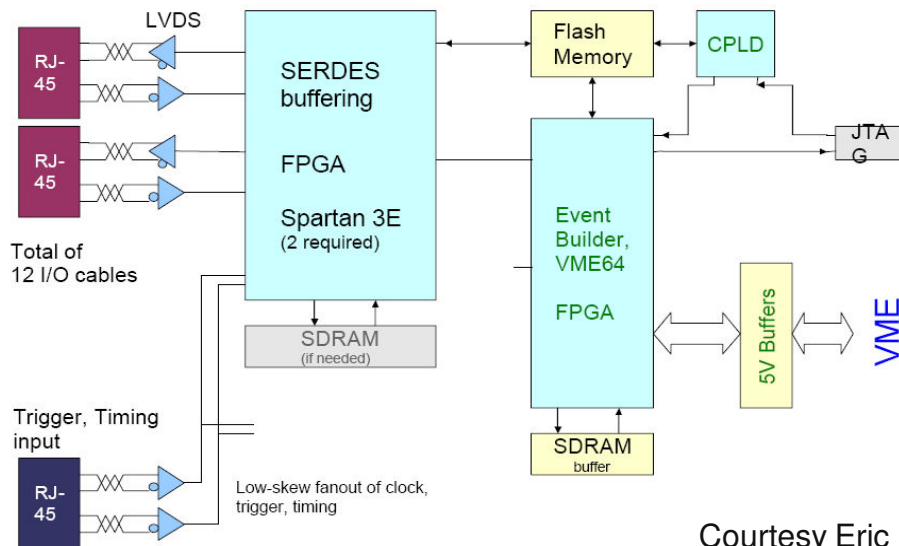 LVDS
RJ-
45
RJ-
45
Total of
12 I/O cables
SERDES
buffering
FPGA
Spartan 3E
(2 required)
SDRAM
(if needed)
Flash
Memory
CPLD
JTA
G
Event
Builder,
VME64
FPGA
5V Buffers
VME
SDRAM
buffer
Trigger, Timing
input
RJ-
45
Low-skew fanout of clock,
trigger, timing
Courtesy Eric